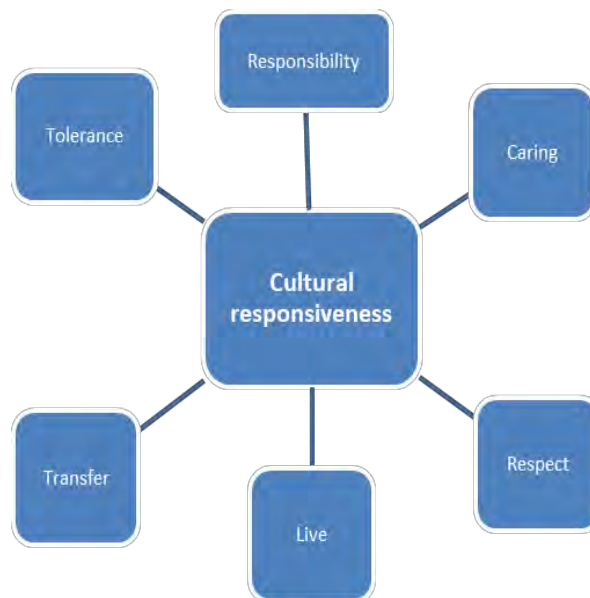 Responsibility
Tolerance
Caring
Cultural
responsiveness
Transfer
Respect
Live